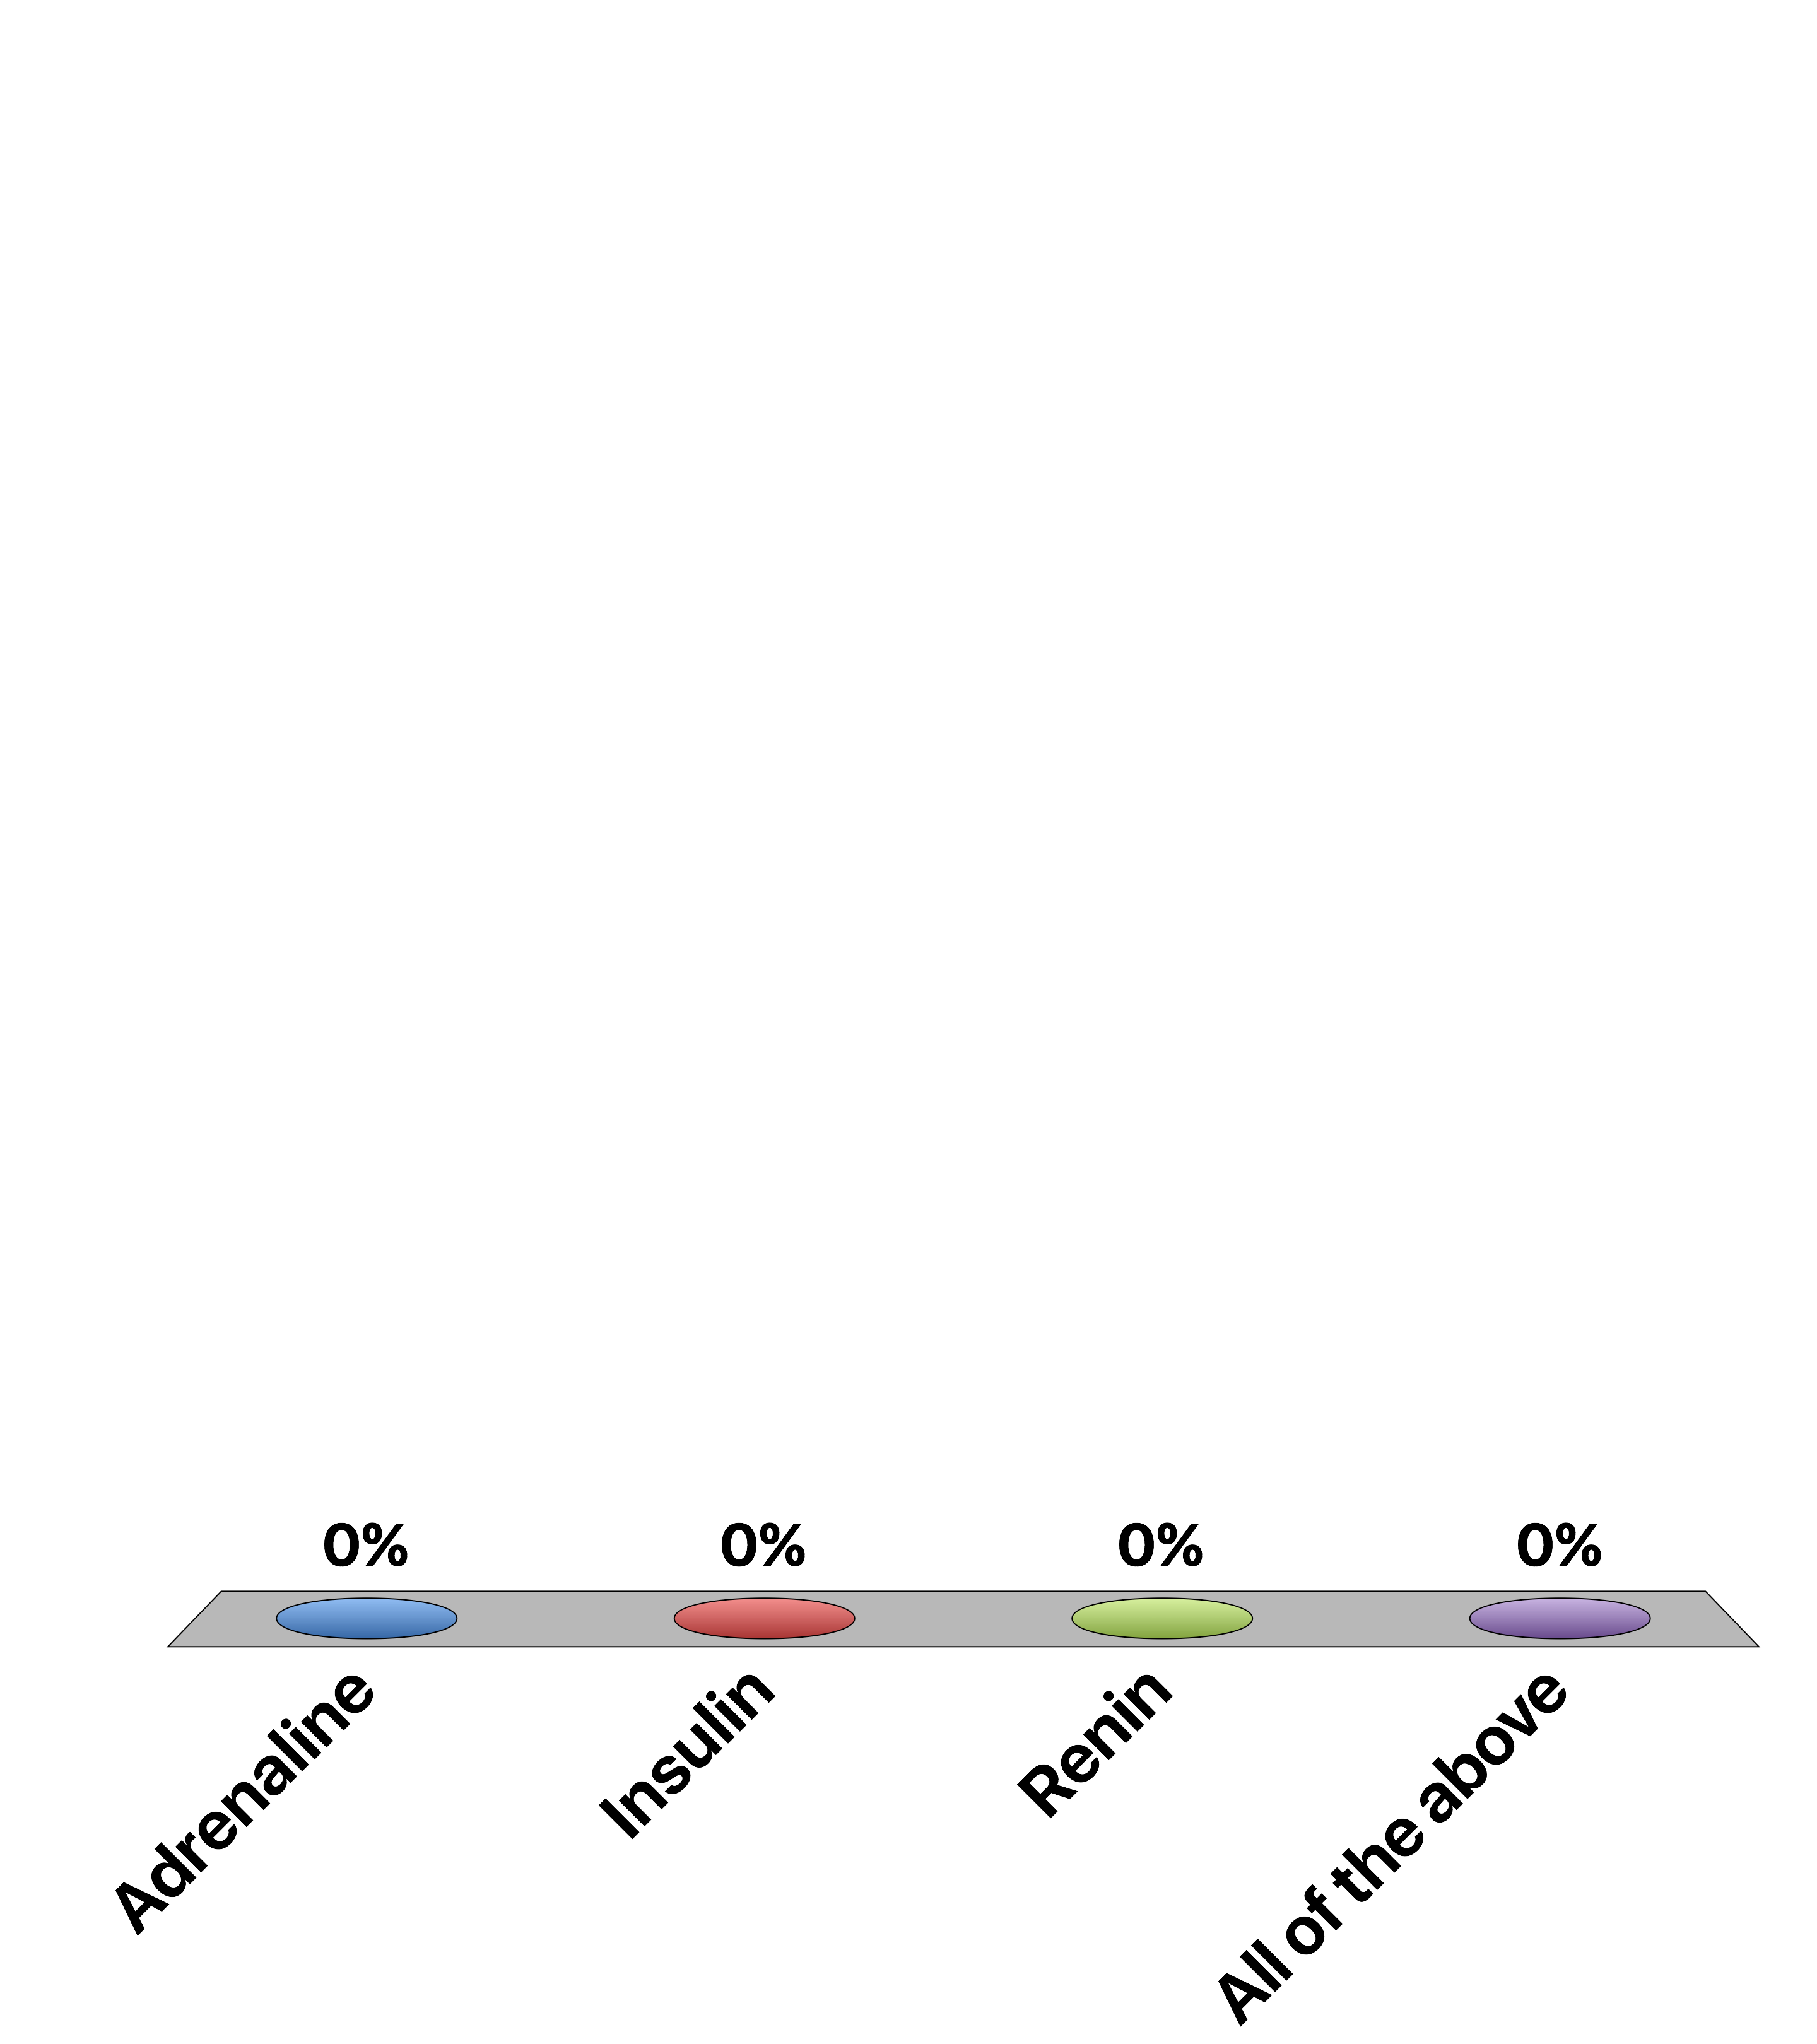 0% 0% 0% 0%
Adrenaline
Insulin
Renin
All of the above